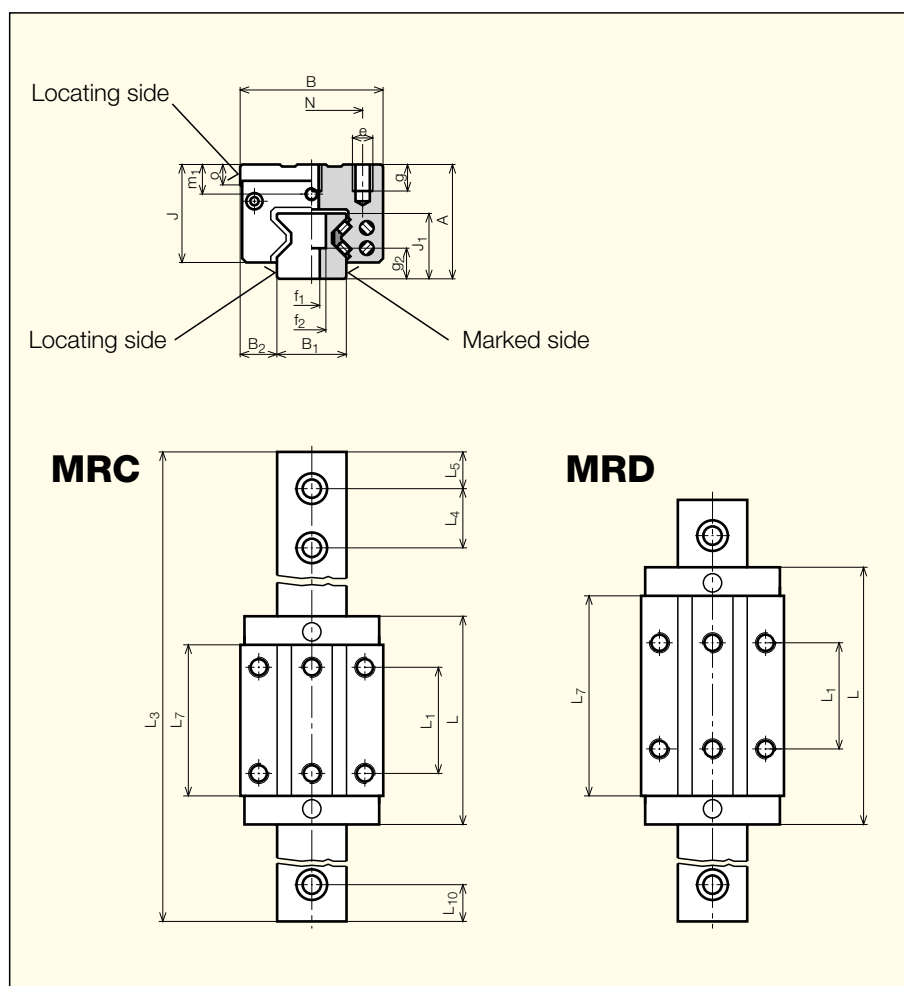 B
N
Locating side
e
o
m1
J
g
A
J1
g2
f1
f2
Locating side
B2
B1
Marked side
MRC
MRD
L5
L4
L3
L7
L1
L
L10
L7
L1
L